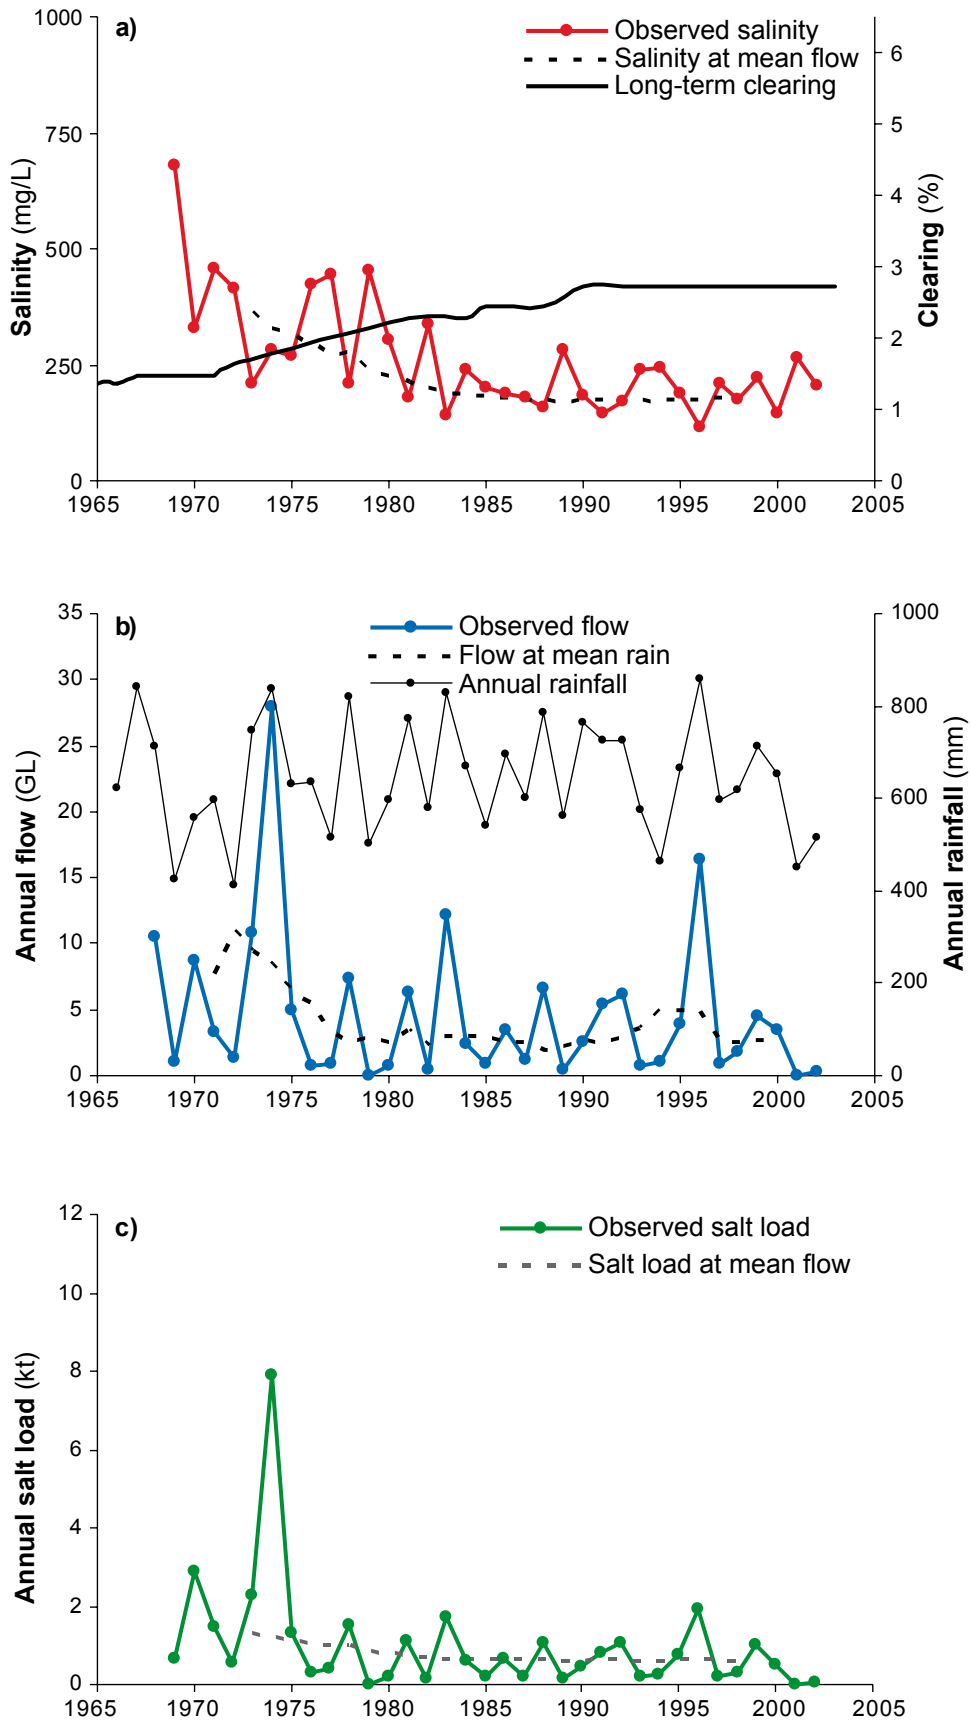 a)
Observed salinity
Salinity at mean flow
Long-term clearing
1000
750
500
250
0
Salinity (mg/L)
6
5
4
3
2
1
0
Clearing (%)
1965 1970 1975 1980 1985 1990 1995 2000 2005
b)
Observed flow
Flow at mean rain
Annual rainfall
35
30
25
20
15
10
5
0
Annual flow (GL)
1000
800
600
400
200
0
Annual rainfall (mm)
1965 1970 1975 1980 1985 1990 1995 2000 2005
c)
Observed salt load
Salt load at mean flow
12
10
8
6
4
2
0
Annual salt load (kt)
1965 1970 1975 1980 1985 1990 1995 2000 2005